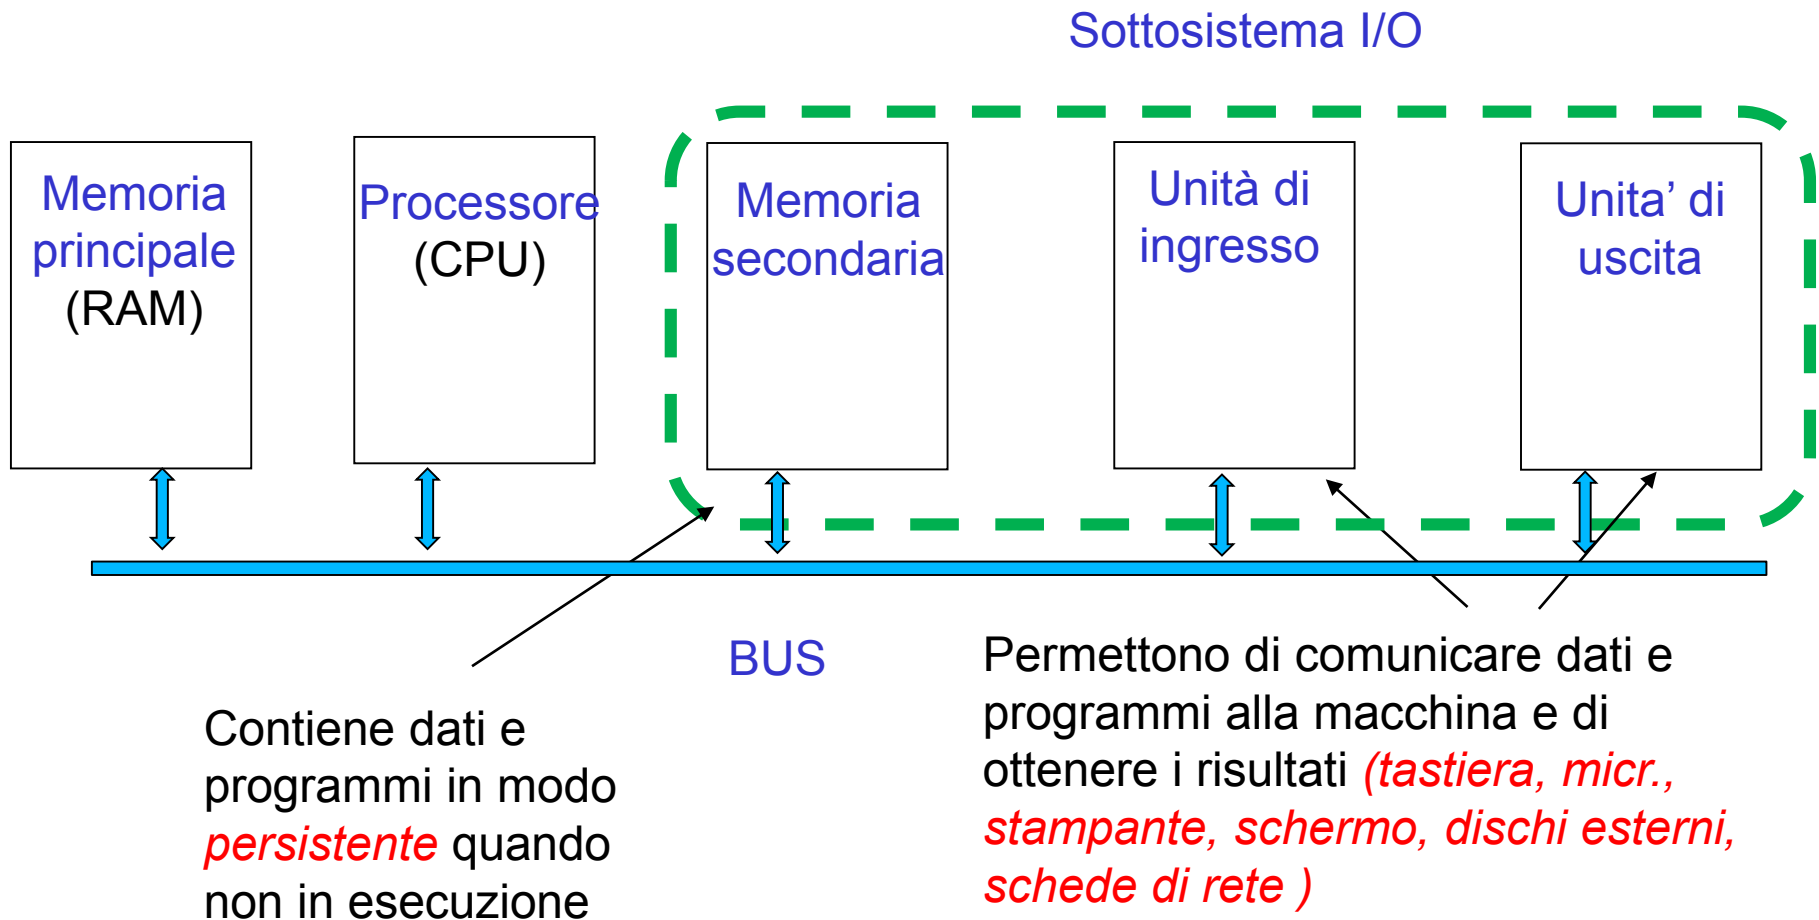 Sottosistema I/O
Memoria
principale
(RAM)
Processore
(CPU)
Memoria
secondaria
Unità di
ingresso
Unita’ di
uscita
BUS
Contiene dati e
programmi in modo
persistente quando
non in esecuzione
Permettono di comunicare dati e
programmi alla macchina e di
ottenere i risultati (tastiera, micr.,
stampante, schermo, dischi esterni,
schede di rete )